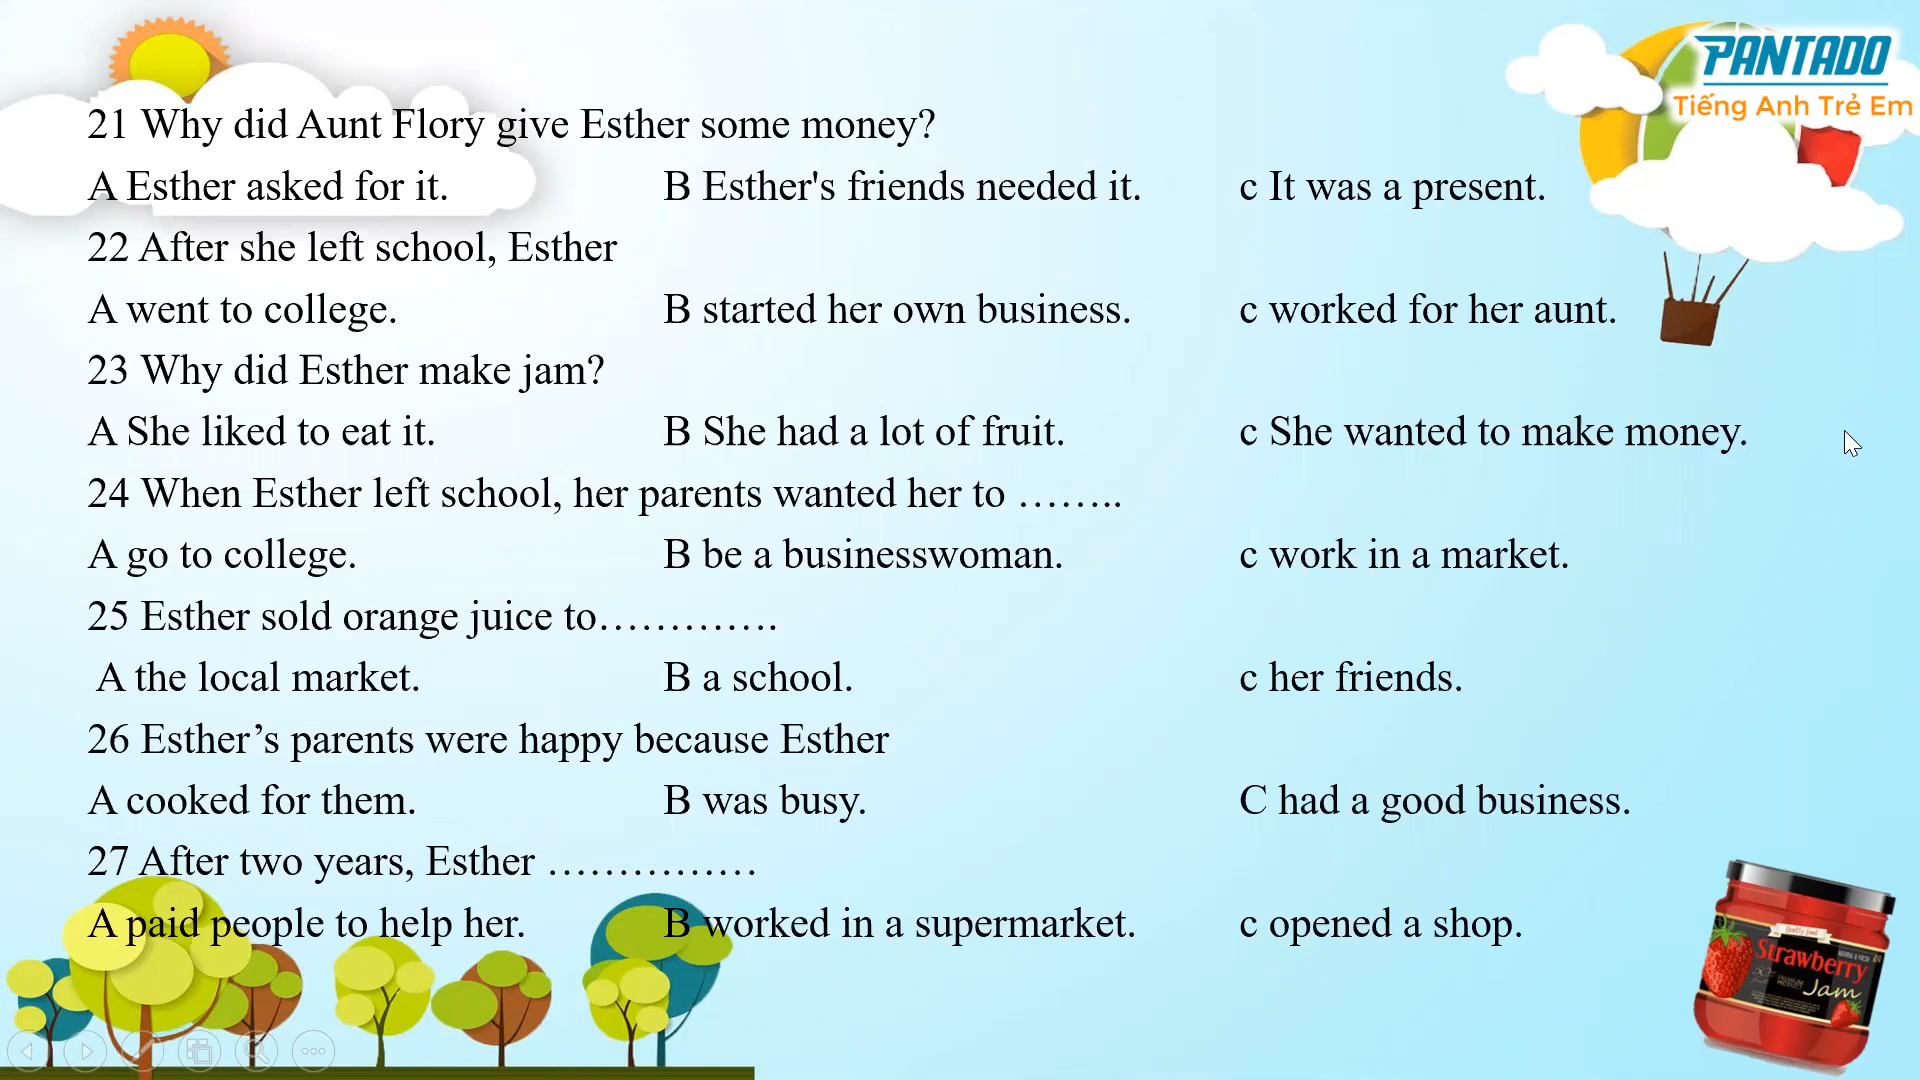 PANTADO
Tiếng Anh Trẻ Em
21 Why did Aunt Flory give Esther some money?
A Esther asked for it. B Esther's friends needed it. c It was a present.
22 After she left school, Esther
A went to college. B started her own business. c worked for her aunt.
23 Why did Esther make jam?
A She liked to eat it. B She had a lot of fruit. c She wanted to make money.
24 When Esther left school, her parents wanted her to ……..
A go to college. B be a businesswoman. c work in a market.
25 Esther sold orange juice to………….
A the local market. B a school. c her friends.
26 Esther’s parents were happy because Esther
A cooked for them. B was busy. C had a good business.
27 After two years, Esther ……………
A paid people to help her. B worked in a supermarket. c opened a shop.
Strawberry
Jam